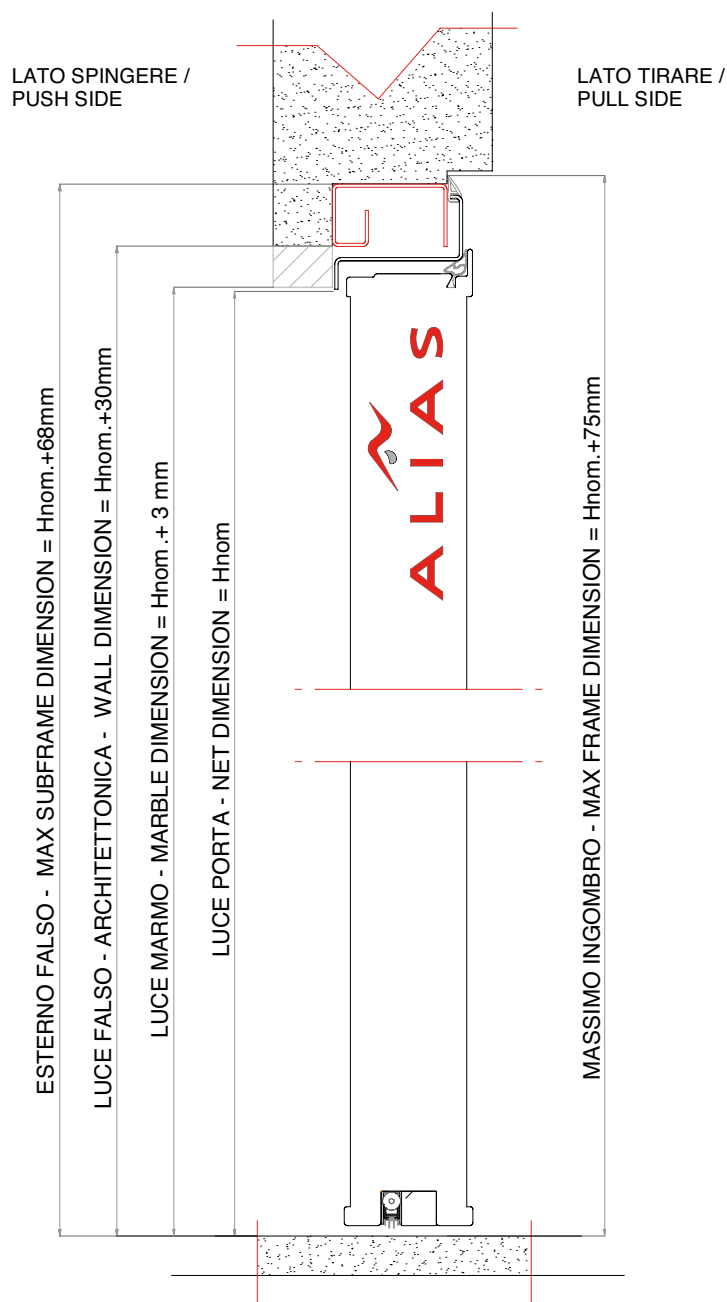 LATO SPINGERE /
PUSH SIDE
LATO TIRARE /
PULL SIDE
ESTERNO FALSO - MAX SUBFRAME DIMENSION = Hnom.+68mm
LUCE FALSO - ARCHITETTONICA - WALL DIMENSION = Hnom.+30mm
LUCE MARMO - MARBLE DIMENSION = Hnom.+ 3 mm
LUCE PORTA - NET DIMENSION = Hnom
ALIAS
MASSIMO INGOMBRO - MAX FRAME DIMENSION = Hnom.+75mm